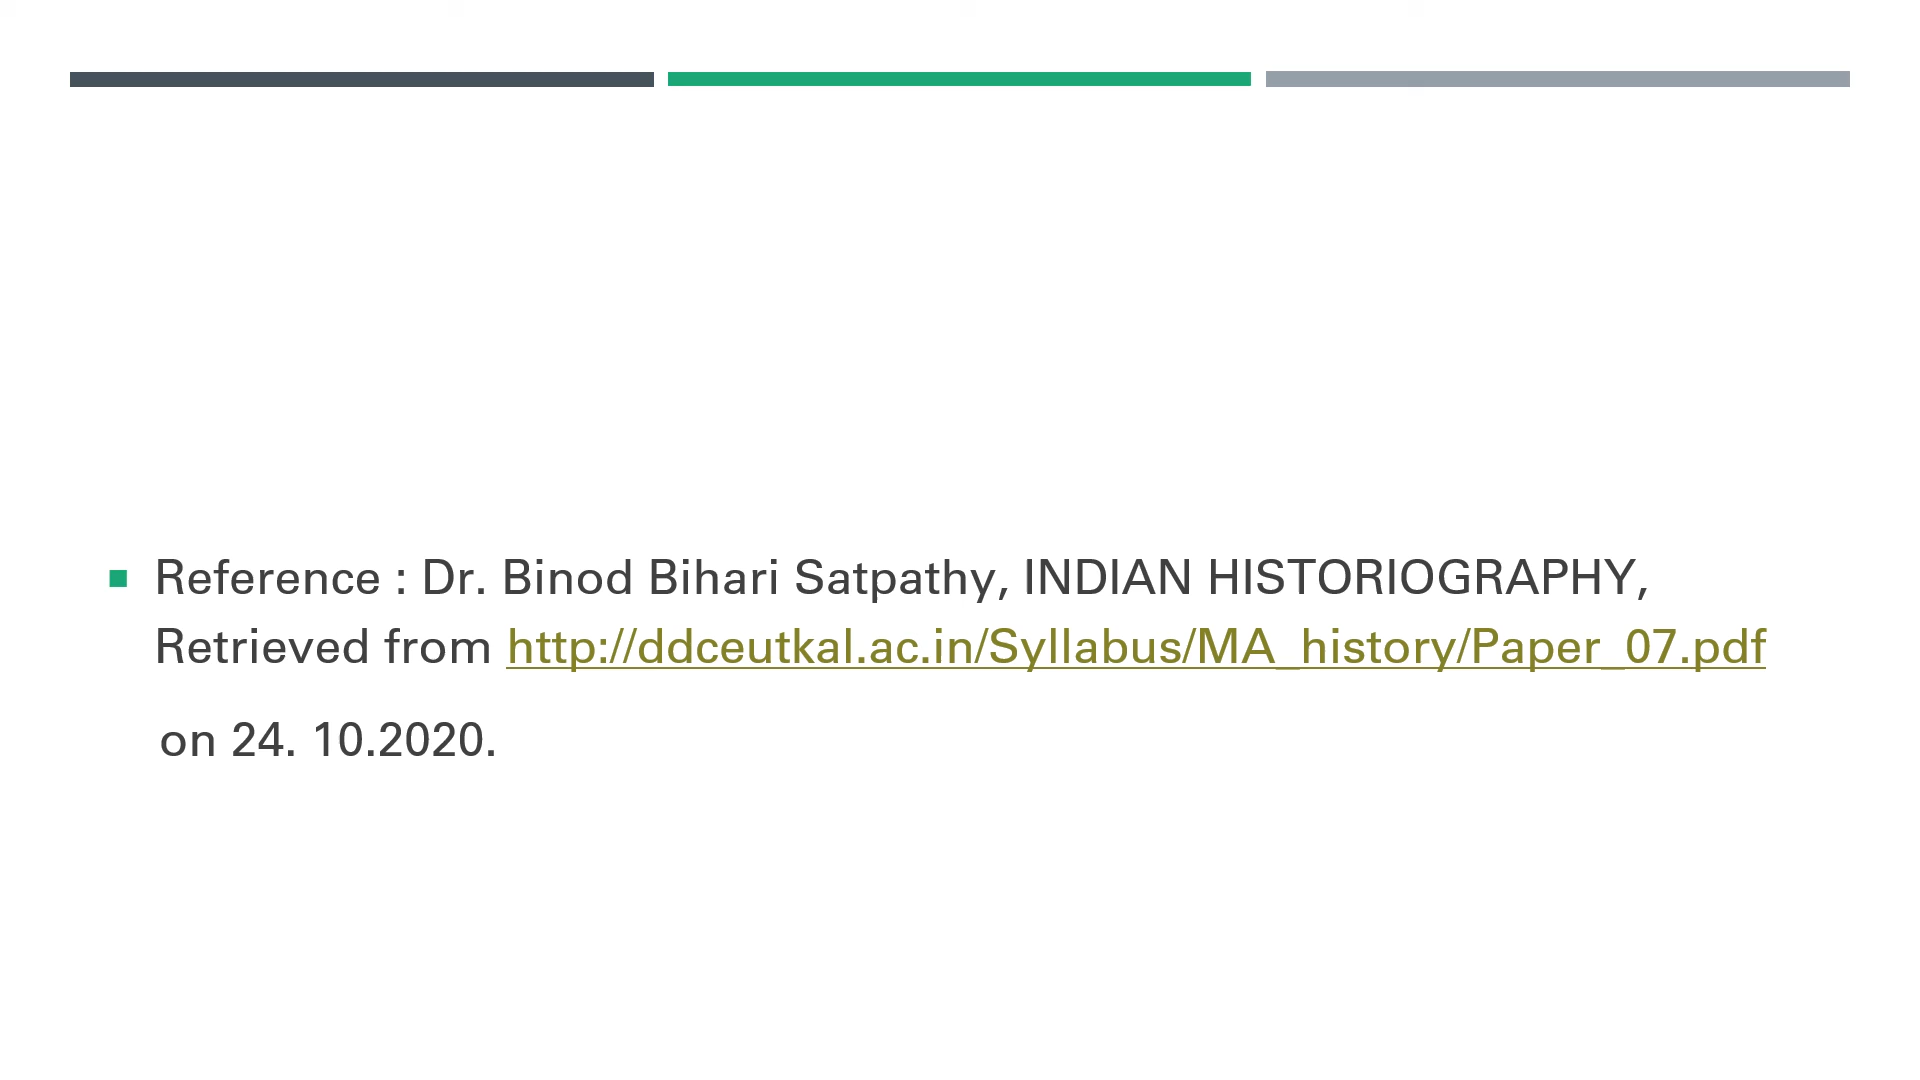 Reference : Dr. Binod Bihari Satpathy, INDIAN HISTORIOGRAPHY,
Retrieved from http://ddceutkal.ac.in/Syllabus/MA_history/Paper_07.pdf
on 24. 10.2020.